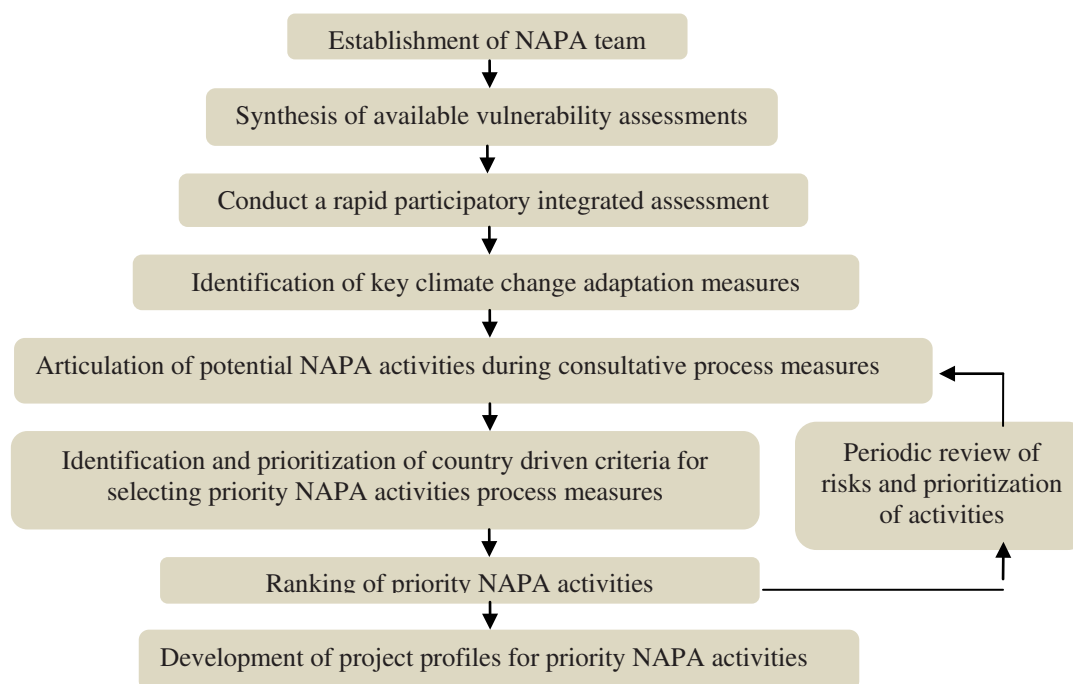 Establishment of NAPA team
Synthesis of available vulnerability assessments
Conduct a rapid participatory integrated assessment
Identification of key climate change adaptation measures
Articulation of potential NAPA activities during consultative process measures
Identification and prioritization of country driven criteria for
selecting priority NAPA activities process measures
Periodic review of
risks and prioritization
of activities
Ranking of priority NAPA activities
Development of project profiles for priority NAPA activities